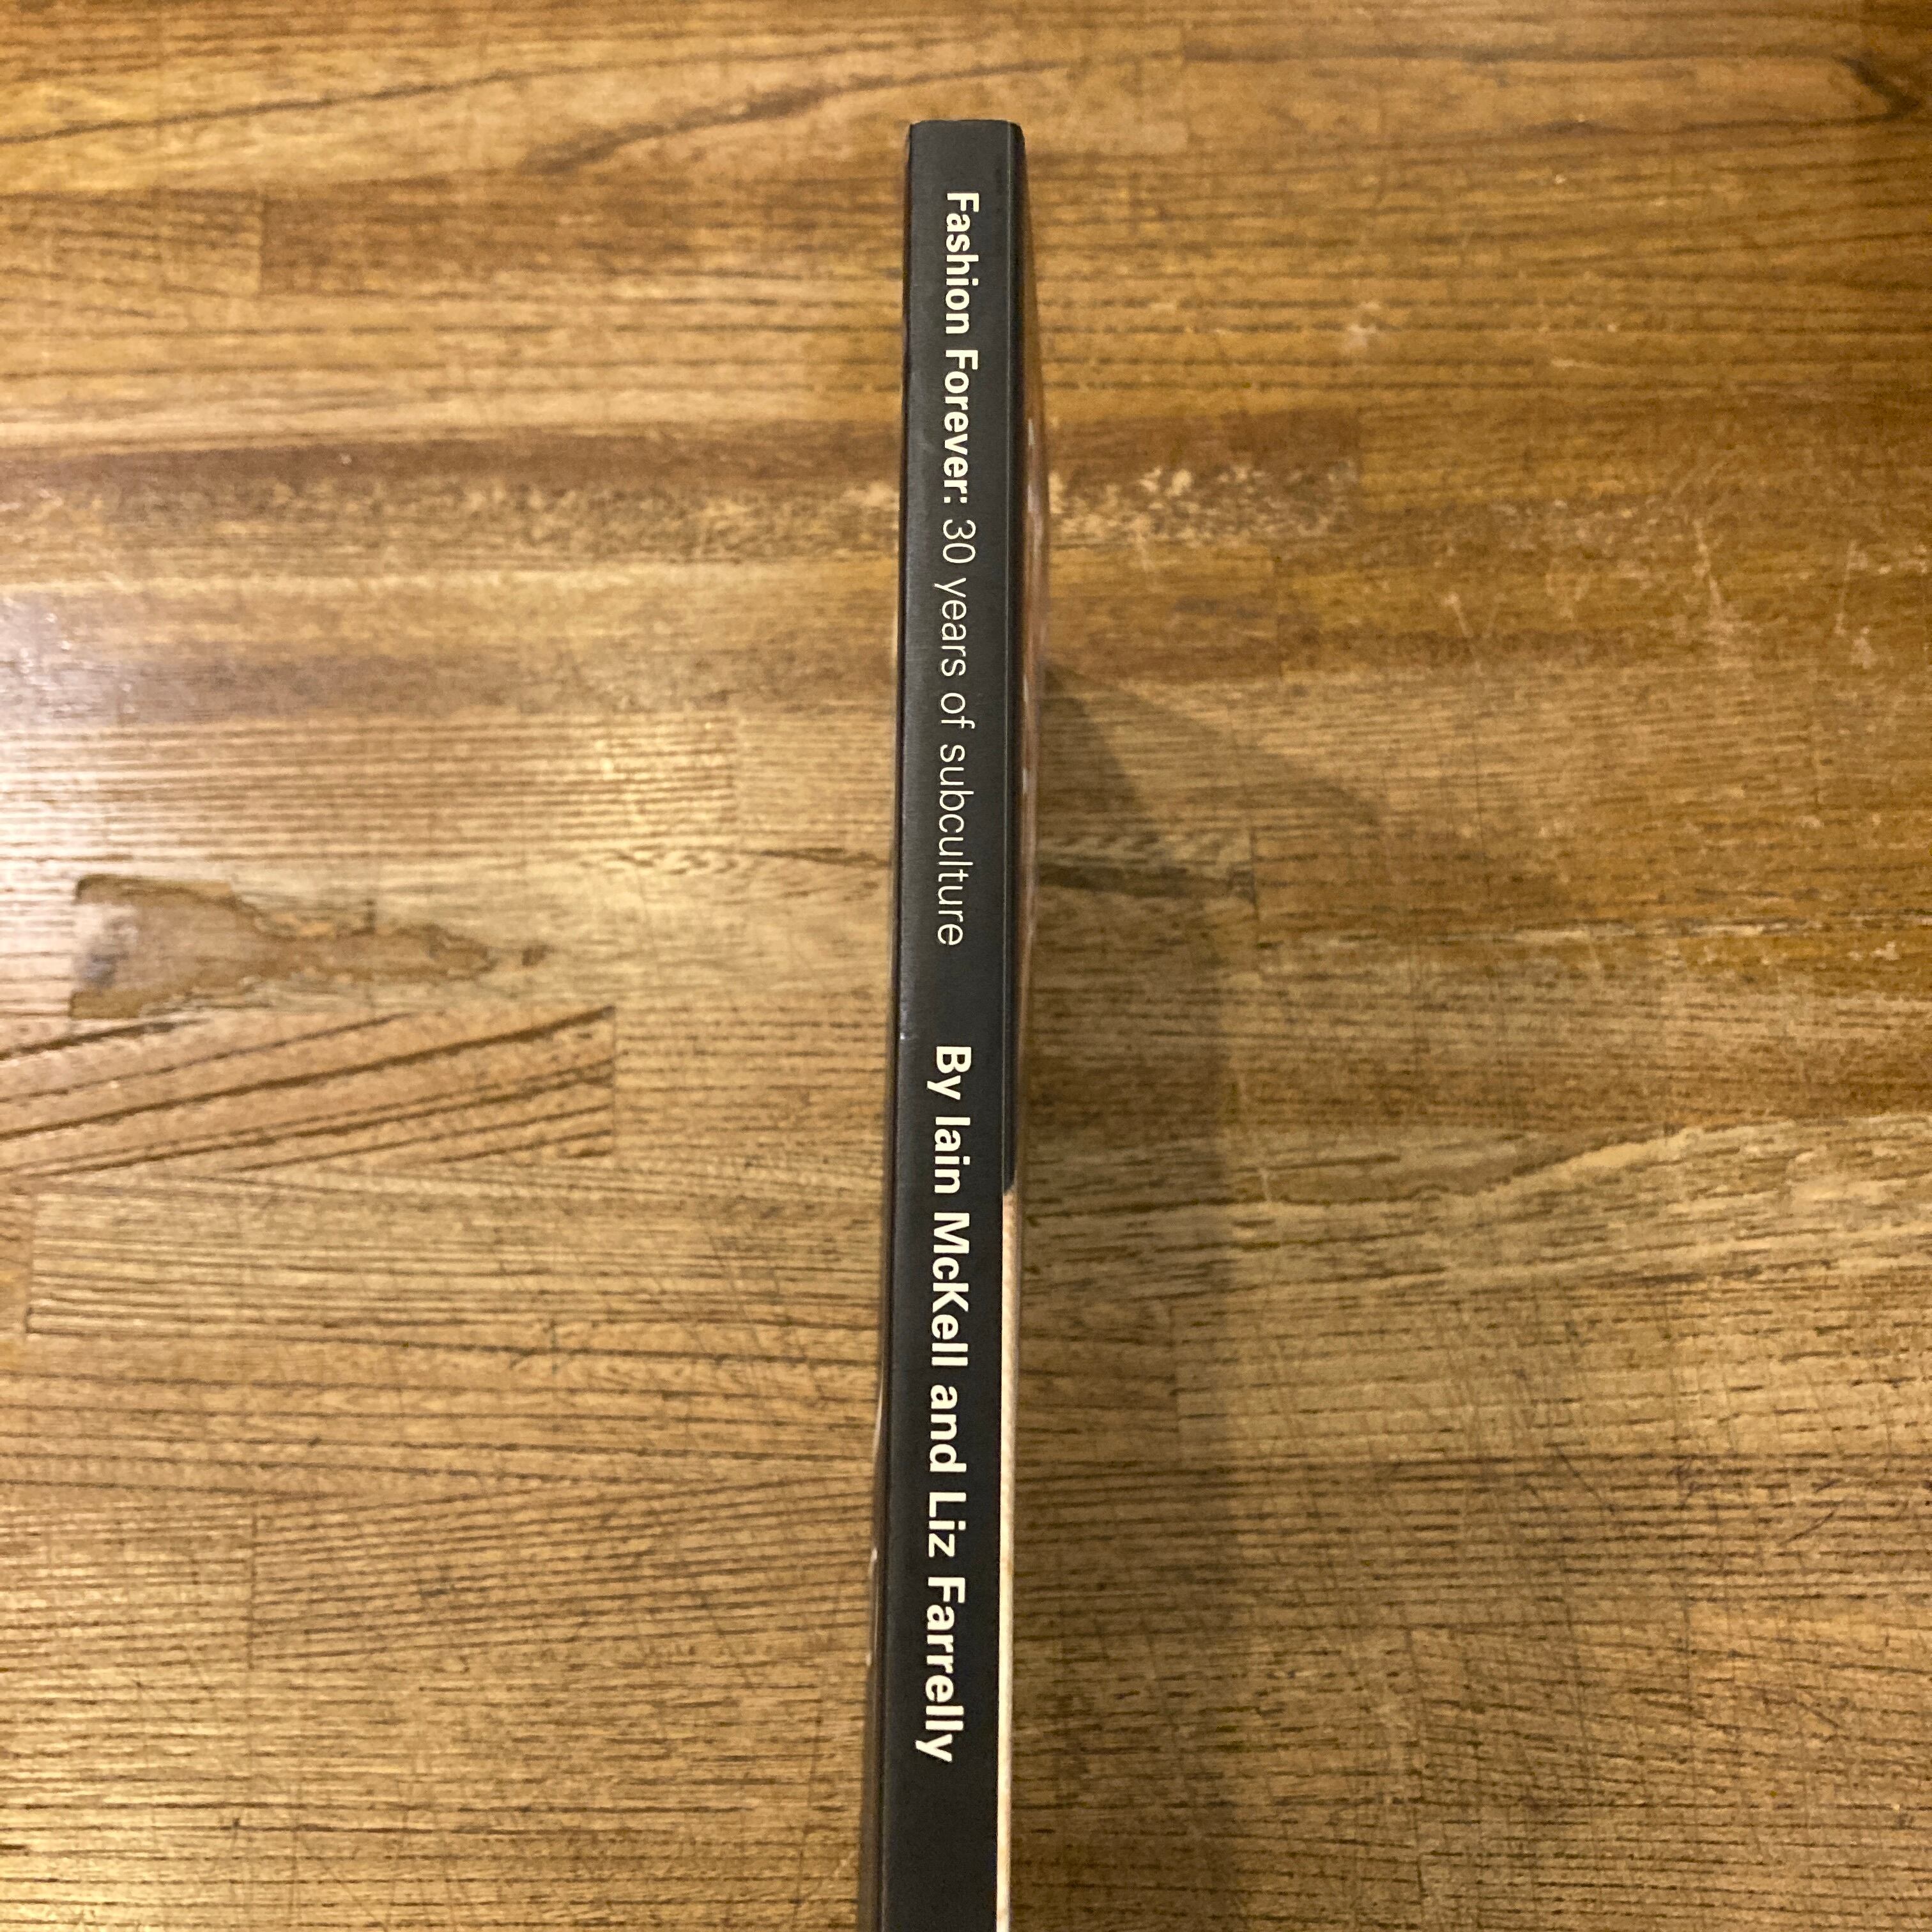 Fashion Forever: 30 years of subculture By Iain McKell and Liz Farrelly